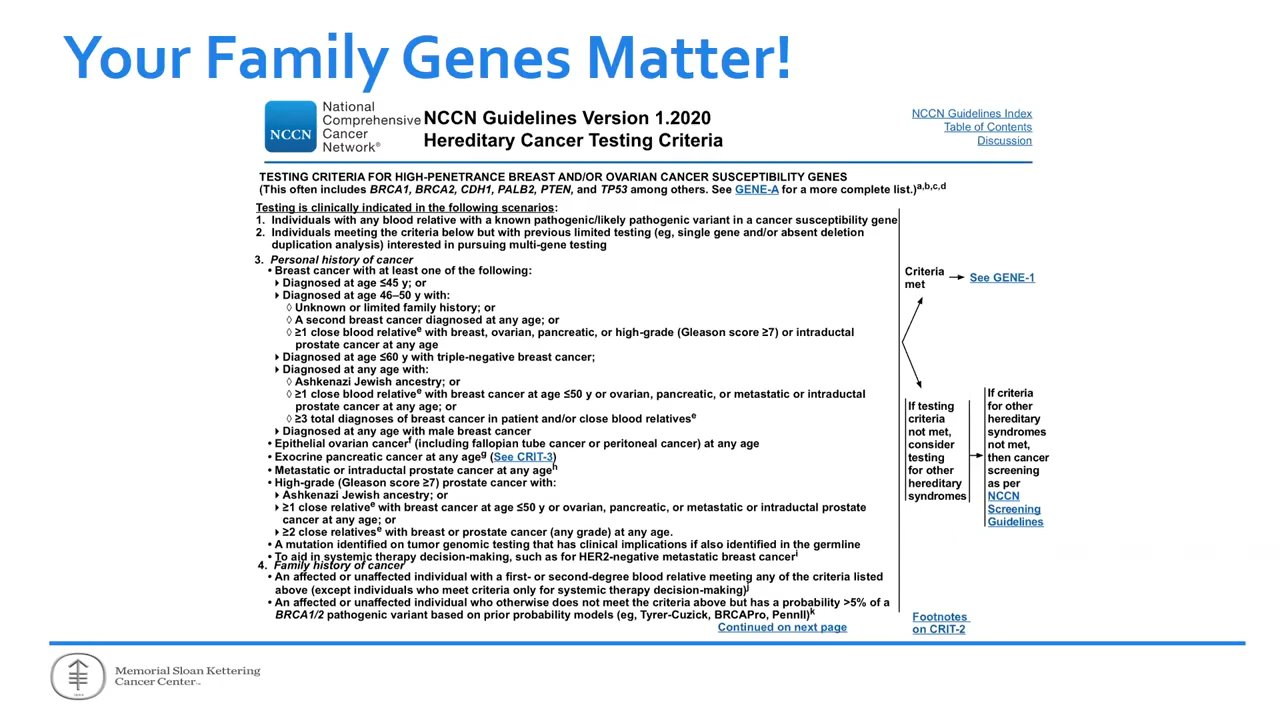 Your Family Genes Matter!
NCCN
National
Comprehensive
Cancer
Network®
NCCN Guidelines Version 1.2020
Hereditary Cancer Testing Criteria
NCCN Guidelines Index
Table of Contents
Discussion
TESTING CRITERIA FOR HIGH-PENETRANCE BREAST AND/OR OVARIAN CANCER SUSCEPTIBILITY GENES
(This often includes BRCA1, BRCA2, CDH1, PALB2, PTEN, and TP53 among others. See GENE-A for a more complete list.)a,b,c,d
Testing is clinically indicated in the following scenarios:
1. Individuals with any blood relative with a known pathogenic/likely pathogenic variant in a cancer susceptibility gene
2. Individuals meeting the criteria below but with previous limited testing (eg, single gene and/or absent deletion
duplication analysis) interested in pursuing multi-gene testing
3. Personal history of cancer
• Breast cancer with at least one of the following:
▸ Diagnosed at age ≤45 y; or
▸ Diagnosed at age 46–50 y with:
◊ Unknown or limited family history; or
◊ A second breast cancer diagnosed at any age; or
◊ ≥1 close blood relativee with breast, ovarian, pancreatic, or high-grade (Gleason score ≥7) or intraductal
prostate cancer at any age
▸ Diagnosed at age ≤60 y with triple-negative breast cancer;
▸ Diagnosed at any age with:
◊ Ashkenazi Jewish ancestry; or
◊ ≥1 close blood relativee with breast cancer at age ≤50 y or ovarian, pancreatic, or metastatic or intraductal
prostate cancer at any age; or
◊ ≥3 total diagnoses of breast cancer in patient and/or close blood relativese
▸ Diagnosed at any age with male breast cancer
• Epithelial ovarian cancerf (including fallopian tube cancer or peritoneal cancer) at any age
• Exocrine pancreatic cancer at any ageg (See CRIT-3)
• Metastatic or intraductal prostate cancer at any ageh
• High-grade (Gleason score ≥7) prostate cancer with:
▸ Ashkenazi Jewish ancestry; or
▸ ≥1 close relativee with breast cancer at age ≤50 y or ovarian, pancreatic, or metastatic or intraductal prostate
cancer at any age; or
▸ ≥2 close relativese with breast or prostate cancer (any grade) at any age.
• A mutation identified on tumor genomic testing that has clinical implications if also identified in the germline
• To aid in systemic therapy decision-making, such as for HER2-negative metastatic breast canceri
4. Family history of cancer
• An affected or unaffected individual with a first- or second-degree blood relative meeting any of the criteria listed
above (except individuals who meet criteria only for systemic therapy decision-making)j
• An affected or unaffected individual who otherwise does not meet the criteria above but has a probability >5% of a
BRCA1/2 pathogenic variant based on prior probability models (eg, Tyrer-Cuzick, BRCAPro, PennII)k
Continued on next page
Criteria
met
See GENE-1
If testing
criteria
not met,
consider
testing
for other
hereditary
syndromes
If criteria
for other
hereditary
syndromes
not met,
then cancer
screening
as per
NCCN
Screening
Guidelines
Footnotes
on CRIT-2
Memorial Sloan Kettering
Cancer Center